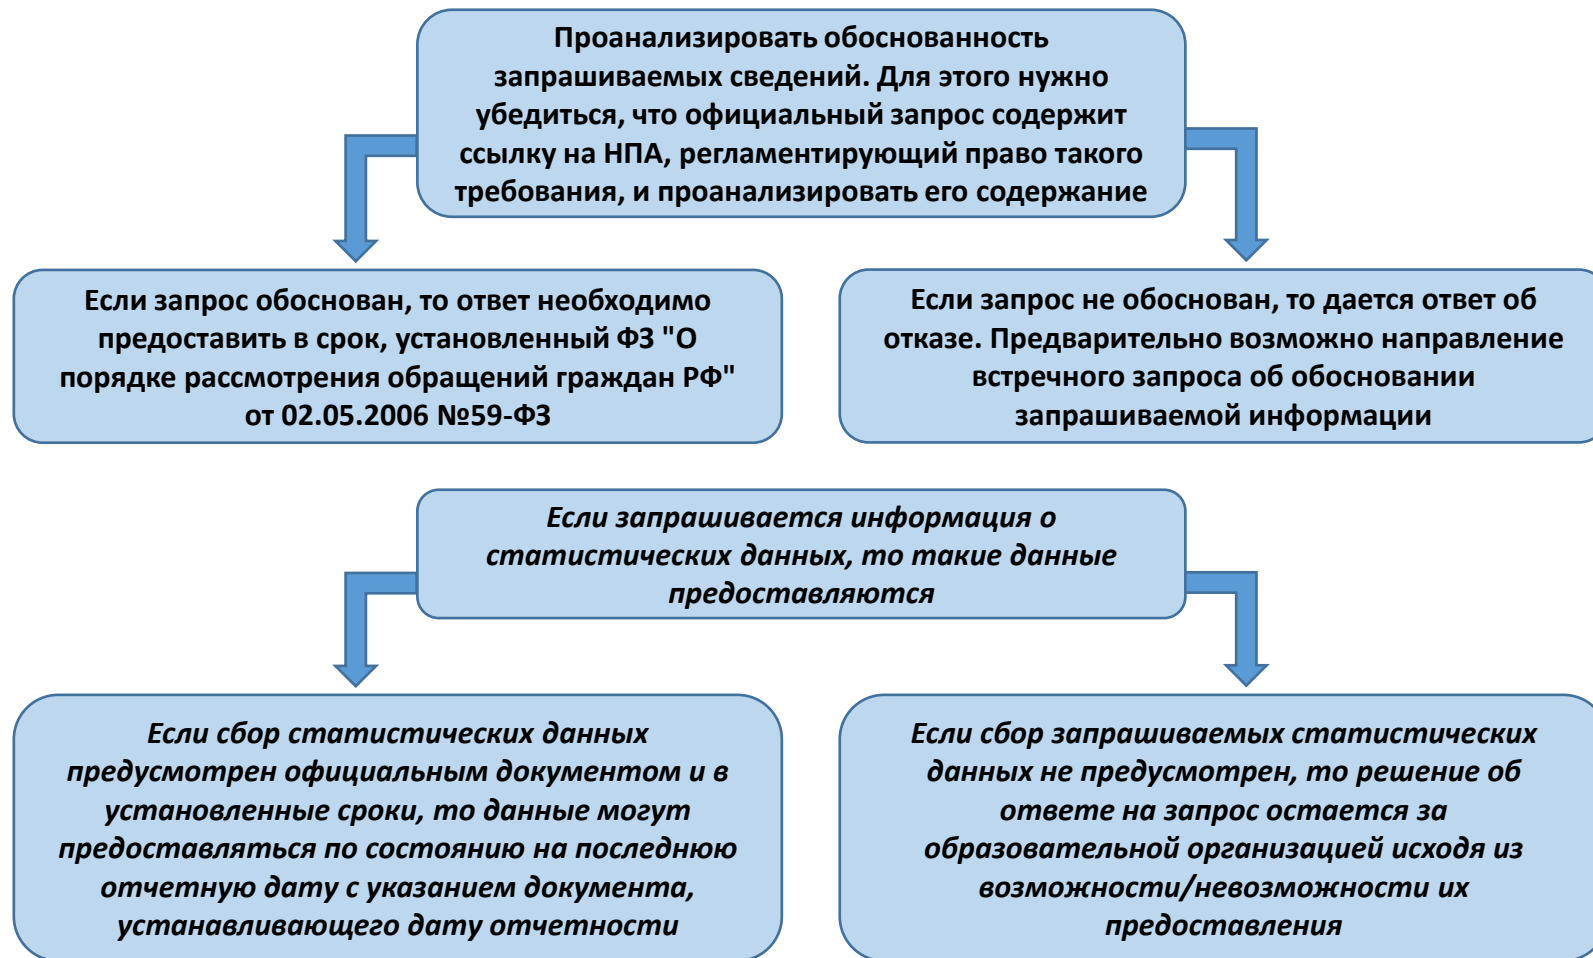 Проанализировать обоснованность
запрашиваемых сведений. Для этого нужно
убедиться, что официальный запрос содержит
ссылку на НПА, регламентирующий право такого
требования, и проанализировать его содержание
Если запрос обоснован, то ответ необходимо
предоставить в срок, установленный ФЗ "О
порядке рассмотрения обращений граждан РФ"
от 02.05.2006 №59-ФЗ
Если запрос не обоснован, то дается ответ об
отказе. Предварительно возможно направление
встречного запроса об обосновании
запрашиваемой информации
Если запрашивается информация о
статистических данных, то такие данные
предоставляются
Если сбор статистических данных
предусмотрен официальным документом и в
установленные сроки, то данные могут
предоставляться по состоянию на последнюю
отчетную дату с указанием документа,
устанавливающего дату отчетности
Если сбор запрашиваемых статистических
данных не предусмотрен, то решение об
ответе на запрос остается за
образовательной организацией исходя из
возможности/невозможности их
предоставления